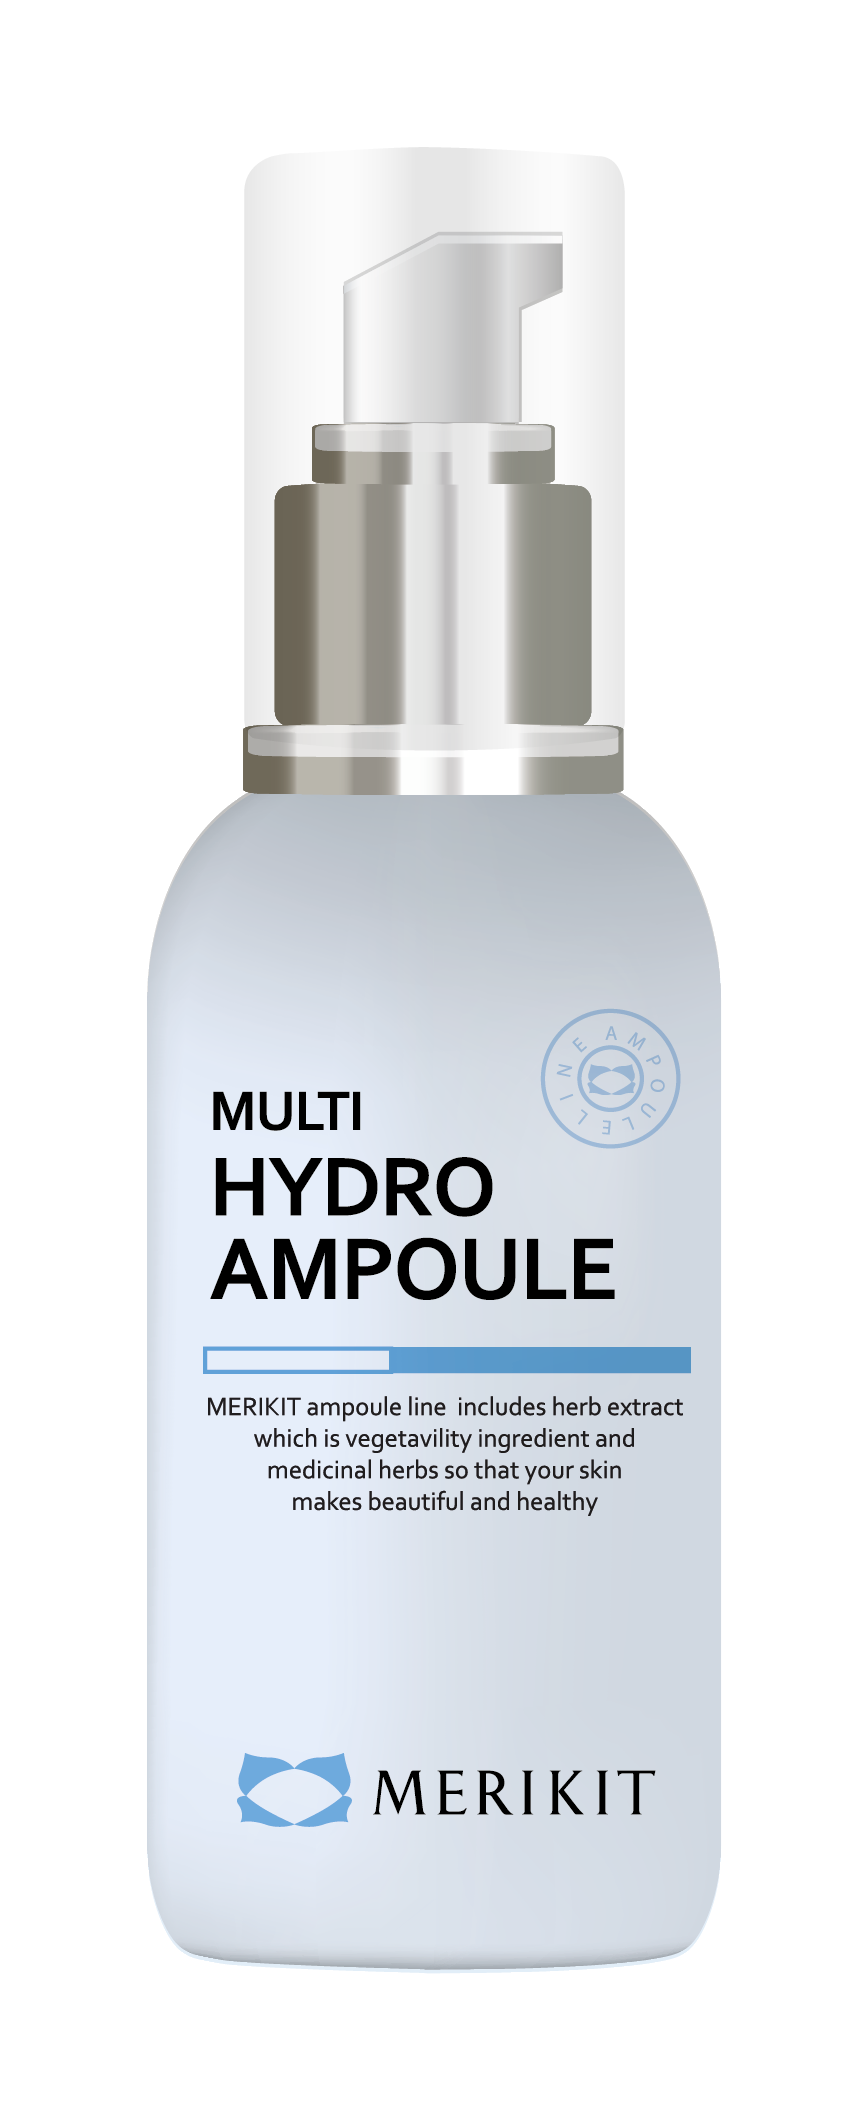 AMPOULE LINE
MULTI
HYDRO
AMPOULE
MERIKIT ampoule line includes herb extract
which is vegetavility ingredient and
medicinal herbs so that your skin
makes beautiful and healthy
MERIKIT